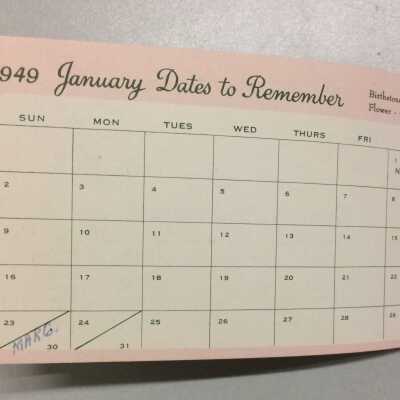 949 January Dates to Remember
Birthstone
Flower -
SUN MON TUES WED THURS FRI
1
N
2 3 4 5 6 7 8
9 10 11 12 13 14 15
16 17 18 19 20 21 22
23 24 25 26 27 28 29
MARG.
30 31